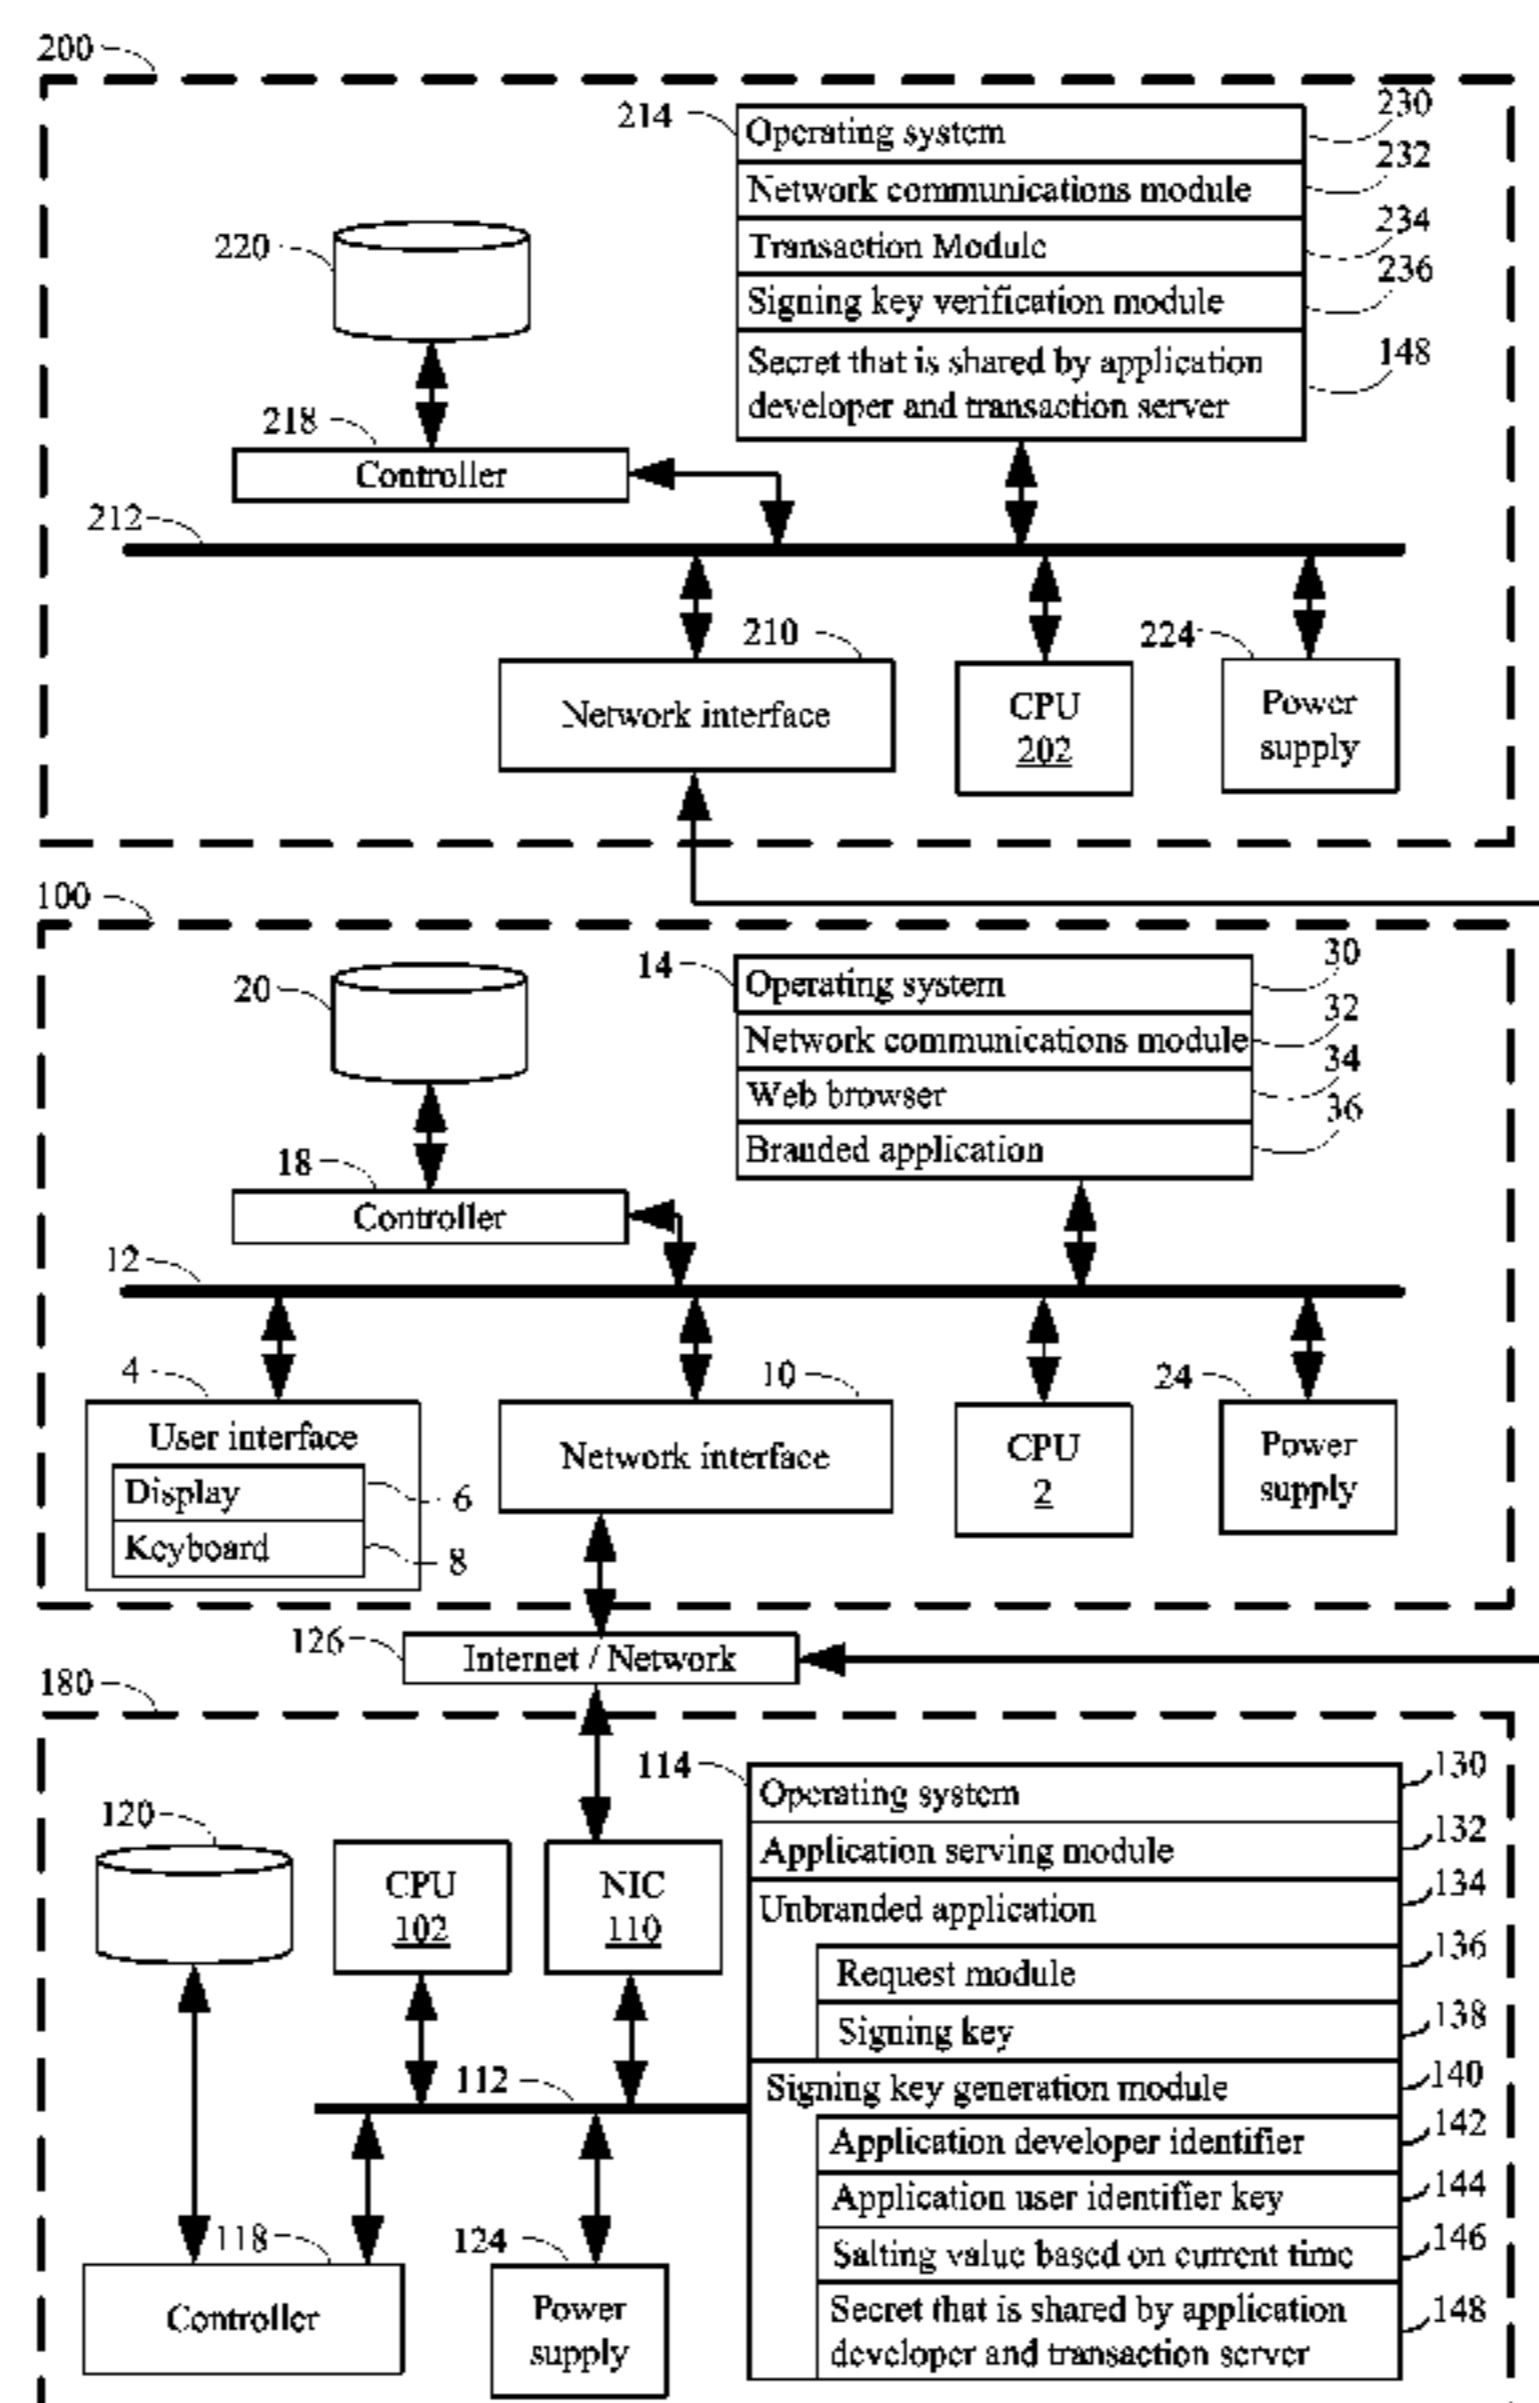 200
214
Operating system
230
Network communications module
232
Transaction Module
234
Signing key verification module
236
Secret that is shared by application
developer and transaction server
148
220
218
Controller
212
210
Network interface
CPU
202
224
Power
supply
100
20
14
Operating system
30
Network communications module
32
Web browser
34
Branded application
36
18
Controller
12
4
User interface
Display
6
Keyboard
8
10
Network interface
CPU
2
24
Power
supply
126
Internet / Network
180
120
CPU
102
NIC
110
114
Operating system
130
Application serving module
132
Unbranded application
134
Request module
136
Signing key
138
Signing key generation module
140
Application developer identifier
142
Application user identifier key
144
Salting value based on current time
146
Secret that is shared by application
developer and transaction server
148
112
118
Controller
124
Power
supply